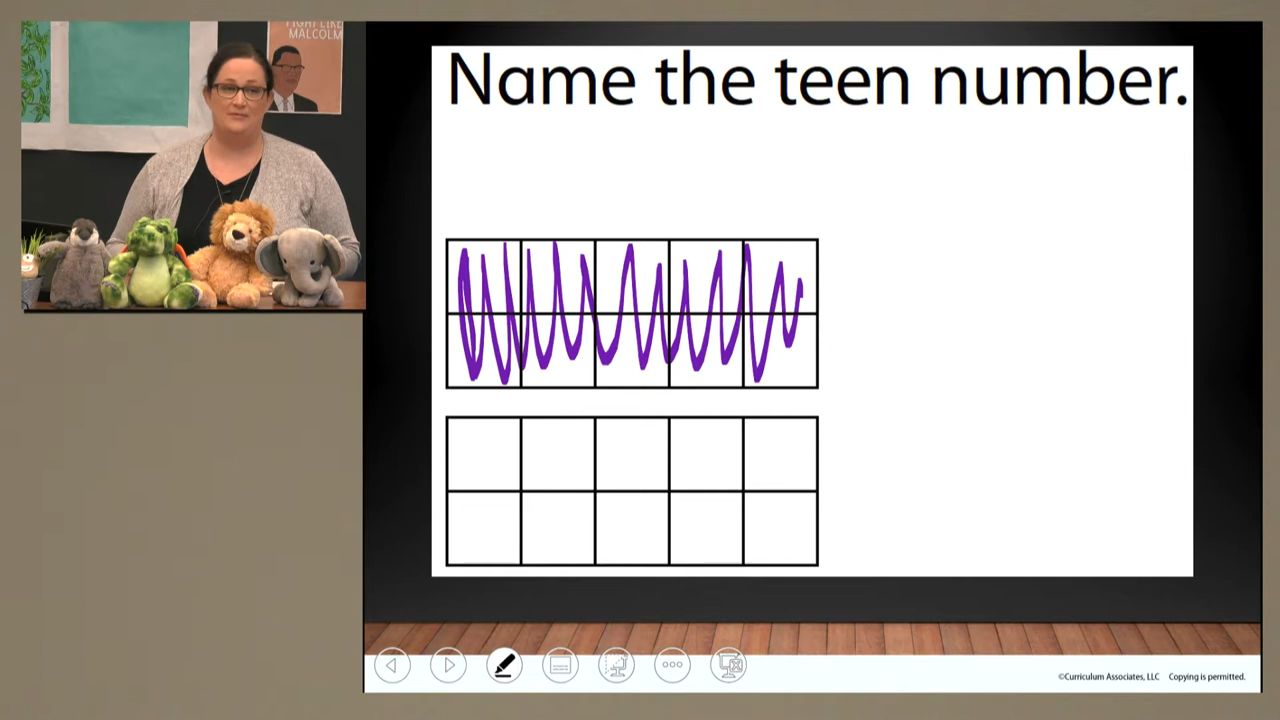 FIGHT LIKE
MALCOLM
Name the teen number.
©Curriculum Associates, LLC Copying is permitted.